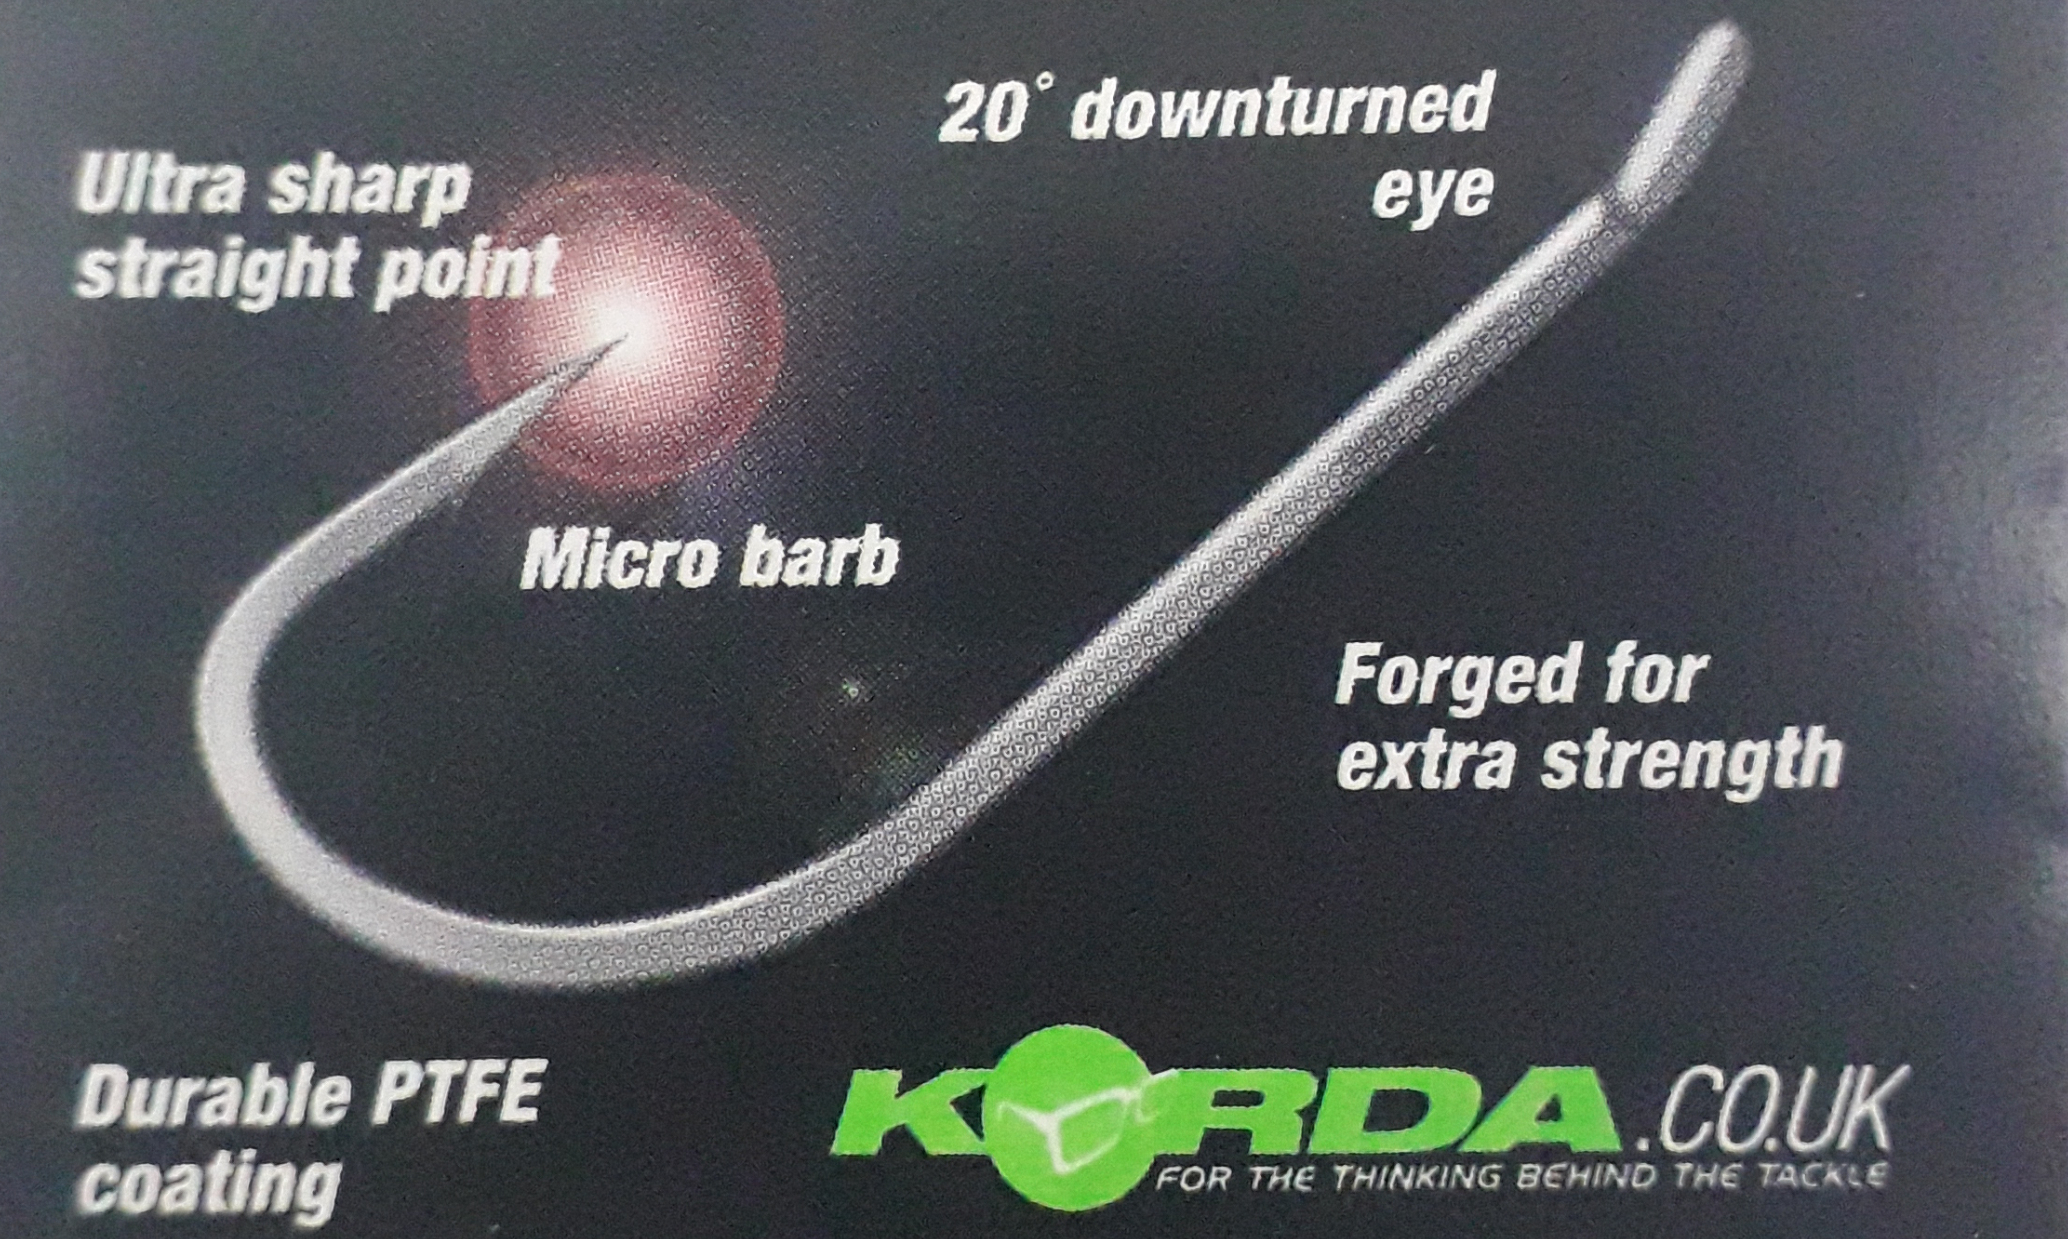 20° downturned
eye
Ultra sharp
straight point
Micro barb
Forged for
extra strength
Durable PTFE
coating
KORDA.CO.UK
FOR THE THINKING BEHIND THE TACKLE